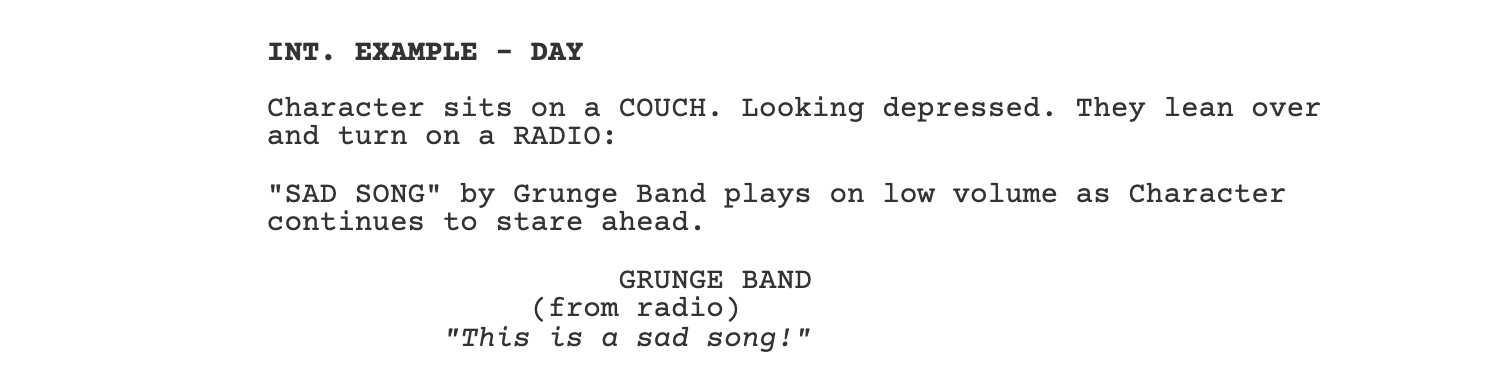 INT. EXAMPLE - DAY
Character sits on a COUCH. Looking depressed. They lean over
and turn on a RADIO:
"SAD SONG" by Grunge Band plays on low volume as Character
continues to stare ahead.
GRUNGE BAND
(from radio)
"This is a sad song!"